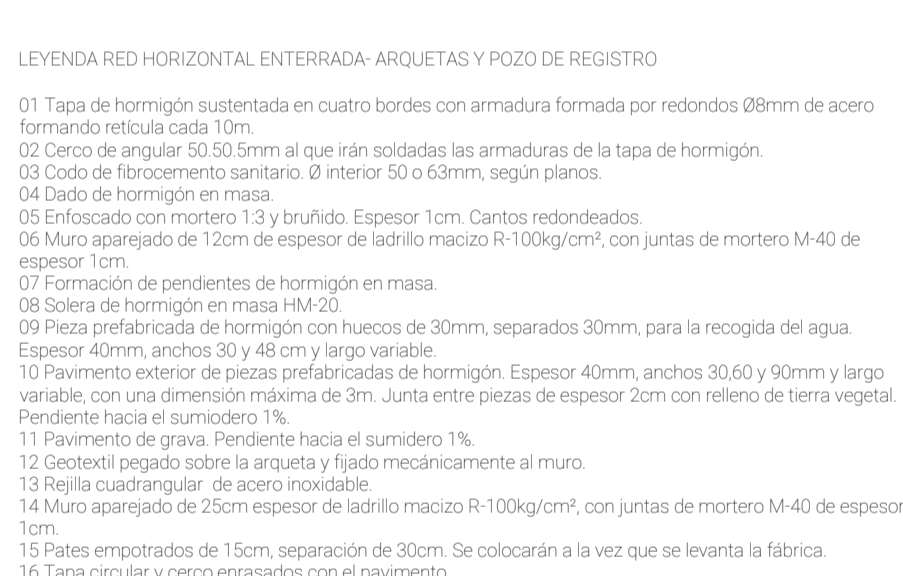 LEYENDA RED HORIZONTAL ENTERRADA- ARQUETAS Y POZO DE REGISTRO
01 Tapa de hormigón sustentada en cuatro bordes con armadura formada por redondos Ø8mm de acero
formando retícula cada 10m.
02 Cerco de angular 50.50.5mm al que irán soldadas las armaduras de la tapa de hormigón.
03 Codo de fibrocemento sanitario. Ø interior 50 o 63mm, según planos.
04 Dado de hormigón en masa.
05 Enfoscado con mortero 1:3 y bruñido. Espesor 1cm. Cantos redondeados.
06 Muro aparejado de 12cm de espesor de ladrillo macizo R-100kg/cm², con juntas de mortero M-40 de
espesor 1cm.
07 Formación de pendientes de hormigón en masa.
08 Solera de hormigón en masa HM-20.
09 Pieza prefabricada de hormigón con huecos de 30mm, separados 30mm, para la recogida del agua.
Espesor 40mm, anchos 30 y 48 cm y largo variable.
10 Pavimento exterior de piezas prefabricadas de hormigón. Espesor 40mm, anchos 30,60 y 90mm y largo
variable, con una dimensión máxima de 3m. Junta entre piezas de espesor 2cm con relleno de tierra vegetal.
Pendiente hacia el sumiodero 1%.
11 Pavimento de grava. Pendiente hacia el sumidero 1%.
12 Geotextil pegado sobre la arqueta y fijado mecánicamente al muro.
13 Rejilla cuadrangular  de acero inoxidable.
14 Muro aparejado de 25cm espesor de ladrillo macizo R-100kg/cm², con juntas de mortero M-40 de espesor
1cm.
15 Pates empotrados de 15cm, separación de 30cm. Se colocarán a la vez que se levanta la fábrica.
16 Tapa circular y cerco enrasados con el pavimento